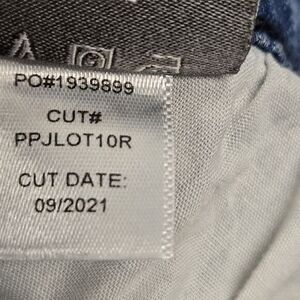 PO#1939899
CUT#
PPJLOT10R
CUT DATE:
09/2021